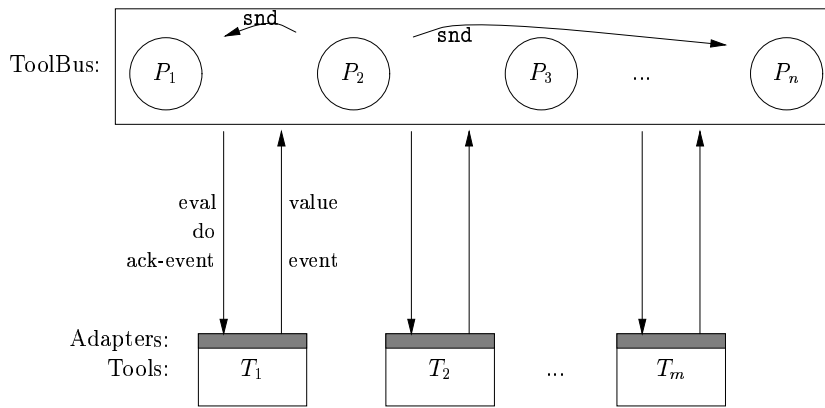 snd
snd
ToolBus: P1 P2 P3 ... Pn
eval value
do
ack-event event
Adapters:
Tools: T1 T2 ... Tm